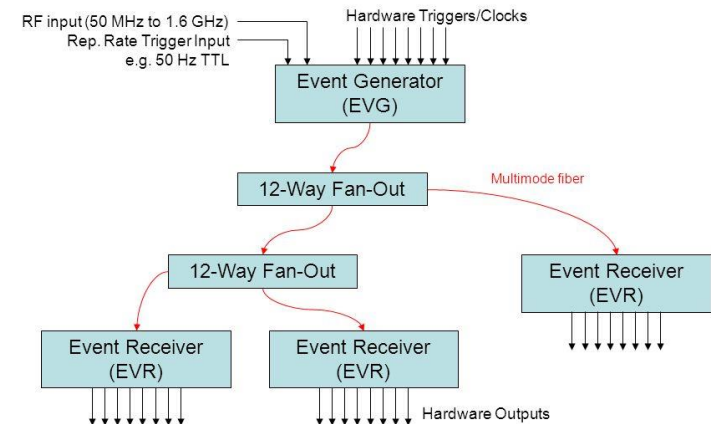 RF input (50 MHz to 1.6 GHz)
Rep. Rate Trigger Input
e.g. 50 Hz TTL
Hardware Triggers/Clocks
Event Generator
(EVG)
12-Way Fan-Out
Multimode fiber
12-Way Fan-Out
Event Receiver
(EVR)
Event Receiver
(EVR)
Event Receiver
(EVR)
Hardware Outputs